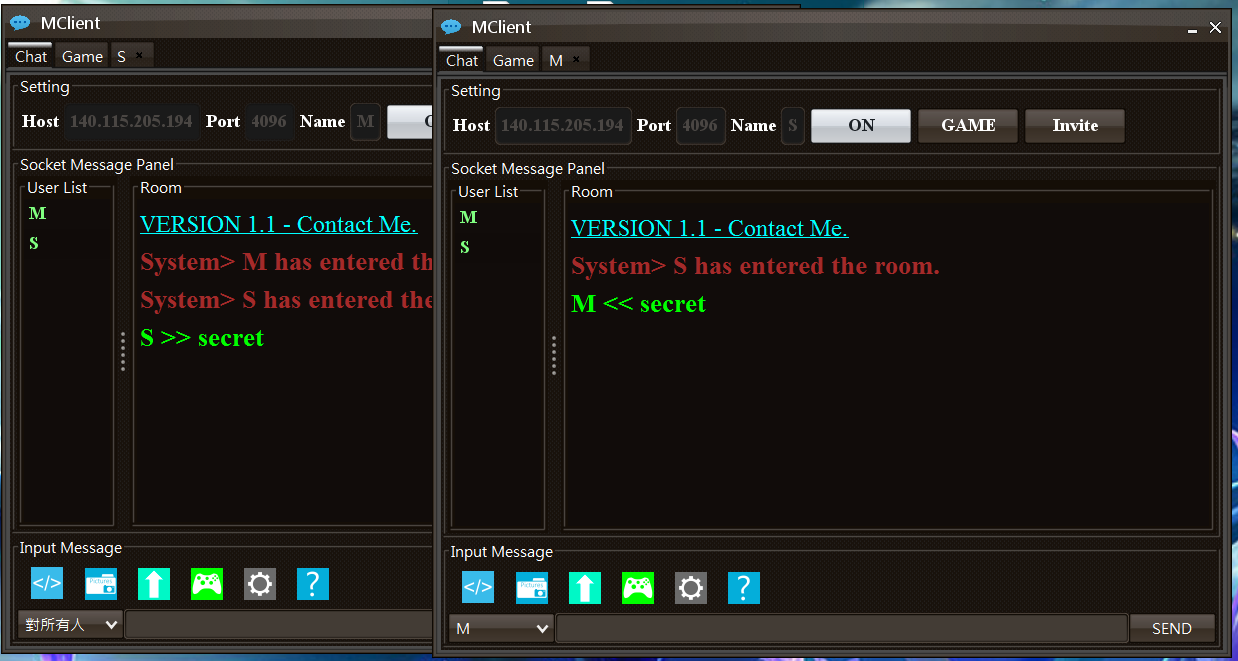 MClient
Chat Game S ×
Setting
Host 140.115.205.194 Port 4096 Name M
Socket Message Panel
User List
M
S
Room
VERSION 1.1 - Contact Me.
System> M has entered th
System> S has entered the
S >> secret
Input Message
</> Pictures ?
對所有人
MClient
Chat Game M ×
Setting
Host 140.115.205.194 Port 4096 Name S ON GAME Invite
Socket Message Panel
User List
M
S
Room
VERSION 1.1 - Contact Me.
System> S has entered the room.
M << secret
Input Message
</> Pictures ?
M SEND